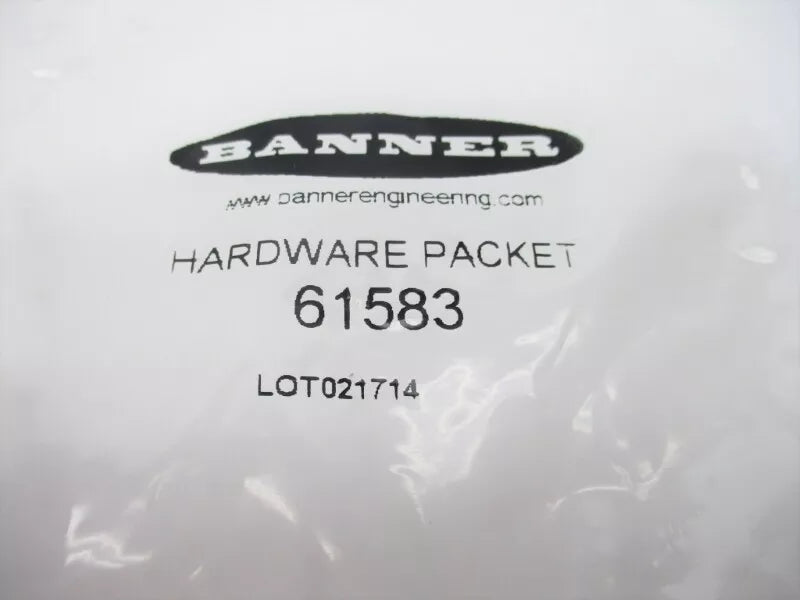 BANNER
www.bannerengineering.com
HARDWARE PACKET
61583
LOT021714